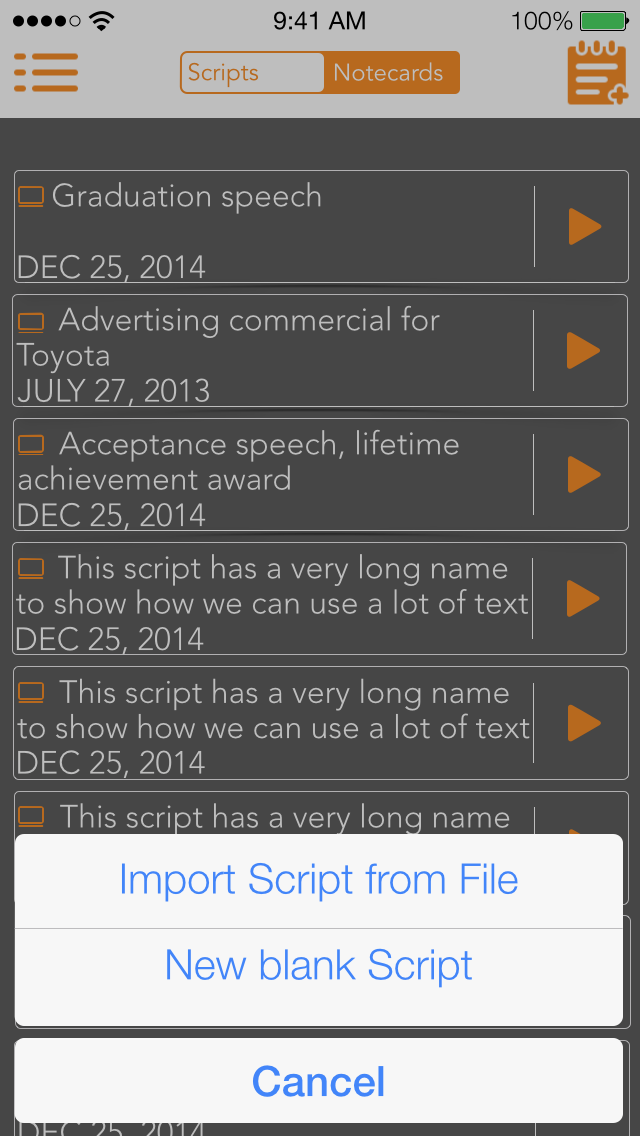 9:41 AM 100%
Scripts Notecards
Graduation speech
DEC 25, 2014
Advertising commercial for
Toyota
JULY 27, 2013
Acceptance speech, lifetime
achievement award
DEC 25, 2014
This script has a very long name
to show how we can use a lot of text
DEC 25, 2014
This script has a very long name
to show how we can use a lot of text
DEC 25, 2014
This script has a very long name
Import Script from File
New blank Script
Cancel
DEC 25, 2014